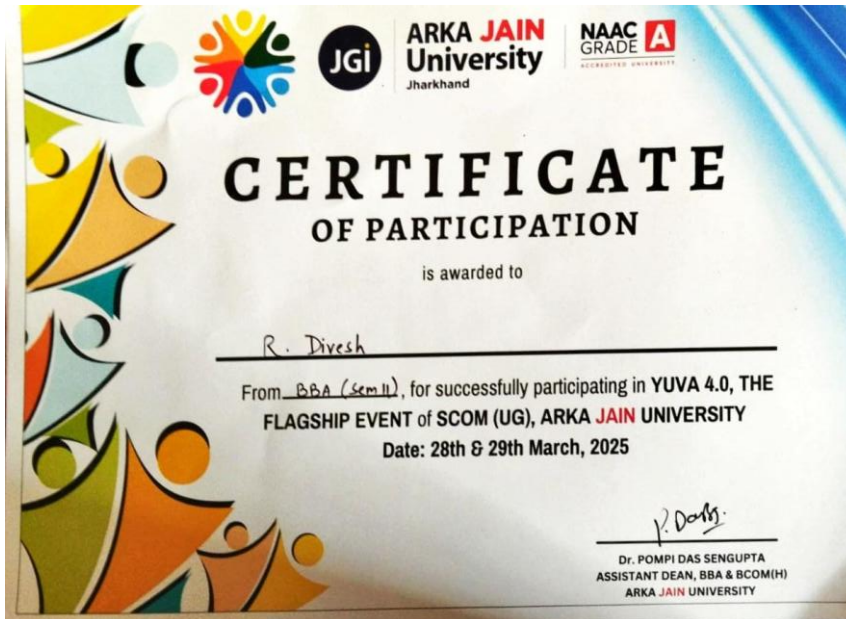 JGi
ARKA JAIN
University
Jharkhand
NAAC
GRADE A
ACCREDITED UNIVERSITY
CERTIFICATE
OF PARTICIPATION
is awarded to
R. Divesh
From BBA (Sem II), for successfully participating in YUVA 4.0, THE
FLAGSHIP EVENT of SCOM (UG), ARKA JAIN UNIVERSITY
Date: 28th & 29th March, 2025
P. Das
Dr. POMPI DAS SENGUPTA
ASSISTANT DEAN, BBA & BCOM(H)
ARKA JAIN UNIVERSITY